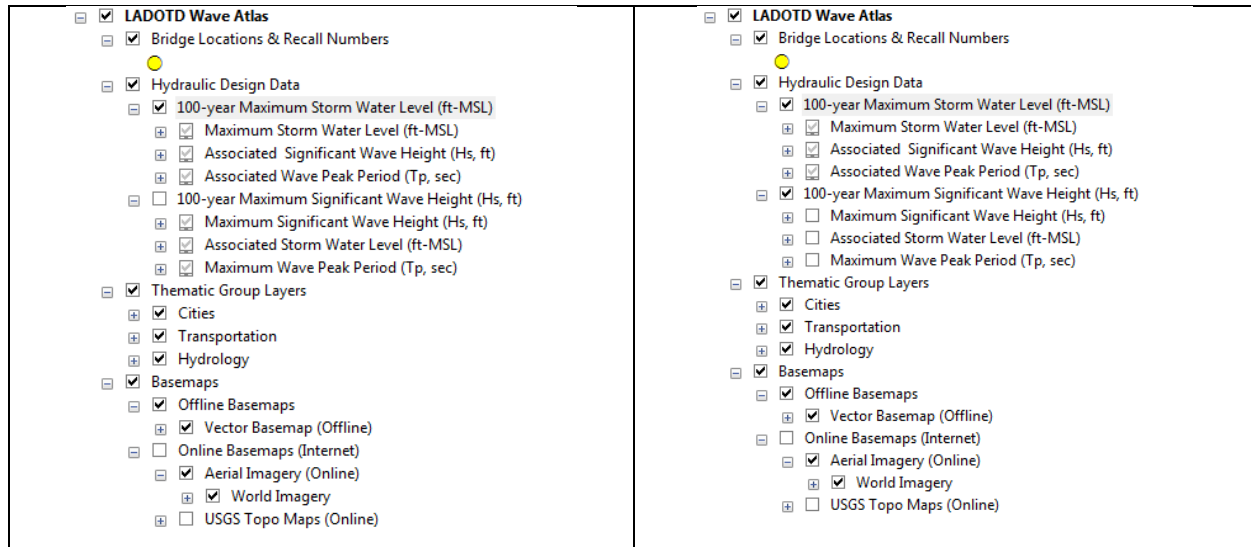 LADOTD Wave Atlas
Bridge Locations & Recall Numbers
Hydraulic Design Data
100-year Maximum Storm Water Level (ft-MSL)
Maximum Storm Water Level (ft-MSL)
Associated  Significant Wave Height (Hs, ft)
Associated Wave Peak Period (Tp, sec)
100-year Maximum Significant Wave Height (Hs, ft)
Maximum Significant Wave Height (Hs, ft)
Associated Storm Water Level (ft-MSL)
Maximum Wave Peak Period (Tp, sec)
Thematic Group Layers
Cities
Transportation
Hydrology
Basemaps
Offline Basemaps
Vector Basemap (Offline)
Online Basemaps (Internet)
Aerial Imagery (Online)
World Imagery
USGS Topo Maps (Online)
LADOTD Wave Atlas
Bridge Locations & Recall Numbers
Hydraulic Design Data
100-year Maximum Storm Water Level (ft-MSL)
Maximum Storm Water Level (ft-MSL)
Associated  Significant Wave Height (Hs, ft)
Associated Wave Peak Period (Tp, sec)
100-year Maximum Significant Wave Height (Hs, ft)
Maximum Significant Wave Height (Hs, ft)
Associated Storm Water Level (ft-MSL)
Maximum Wave Peak Period (Tp, sec)
Thematic Group Layers
Cities
Transportation
Hydrology
Basemaps
Offline Basemaps
Vector Basemap (Offline)
Online Basemaps (Internet)
Aerial Imagery (Online)
World Imagery
USGS Topo Maps (Online)